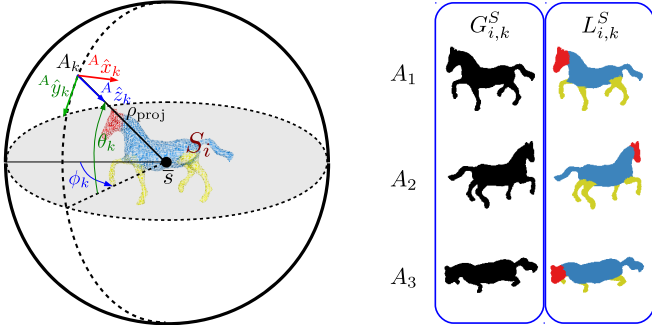 A_k
^A x̂_k
^A ŷ_k
^A ẑ_k
ρ_proj
θ_k
S_i
ϕ_k
s̄
G^S_{i,k} L^S_{i,k}
A_1
A_2
A_3